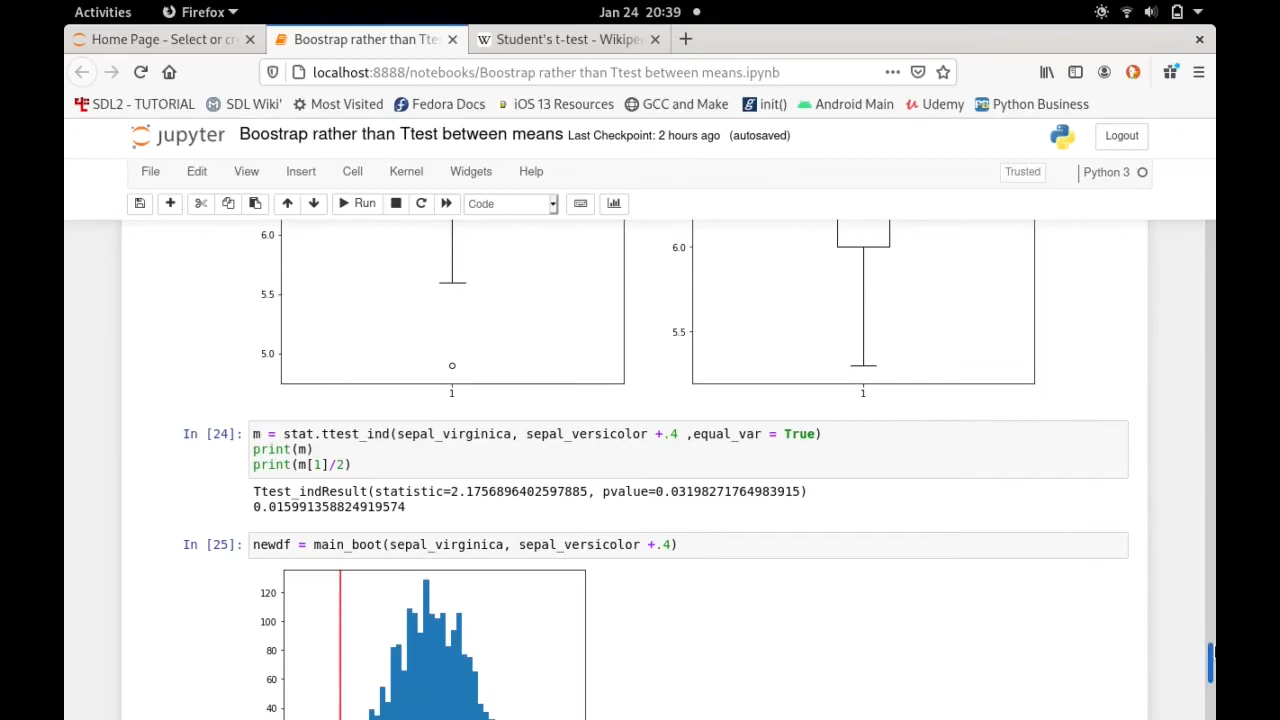 Activities Firefox Jan 24 20:39
Home Page - Select or cre Boostrap rather than Ttes Student's t-test - Wikipe
localhost:8888/notebooks/Boostrap rather than Ttest between means.ipynb
SDL2 - TUTORIAL SDL Wiki' Most Visited Fedora Docs iOS 13 Resources GCC and Make init() Android Main Udemy Python Business
jupyter Boostrap rather than Ttest between means Last Checkpoint: 2 hours ago (autosaved) Logout
File Edit View Insert Cell Kernel Widgets Help Trusted Python 3
Run Code
6.0 6.0
5.5
5.5
5.0
1 1
In [24]: m = stat.ttest_ind(sepal_virginica, sepal_versicolor +.4 ,equal_var = True)
print(m)
print(m[1]/2)
Ttest_indResult(statistic=2.1756896402597885, pvalue=0.03198271764983915)
0.015991358824919574
In [25]: newdf = main_boot(sepal_virginica, sepal_versicolor +.4)
120
100
80
60
40